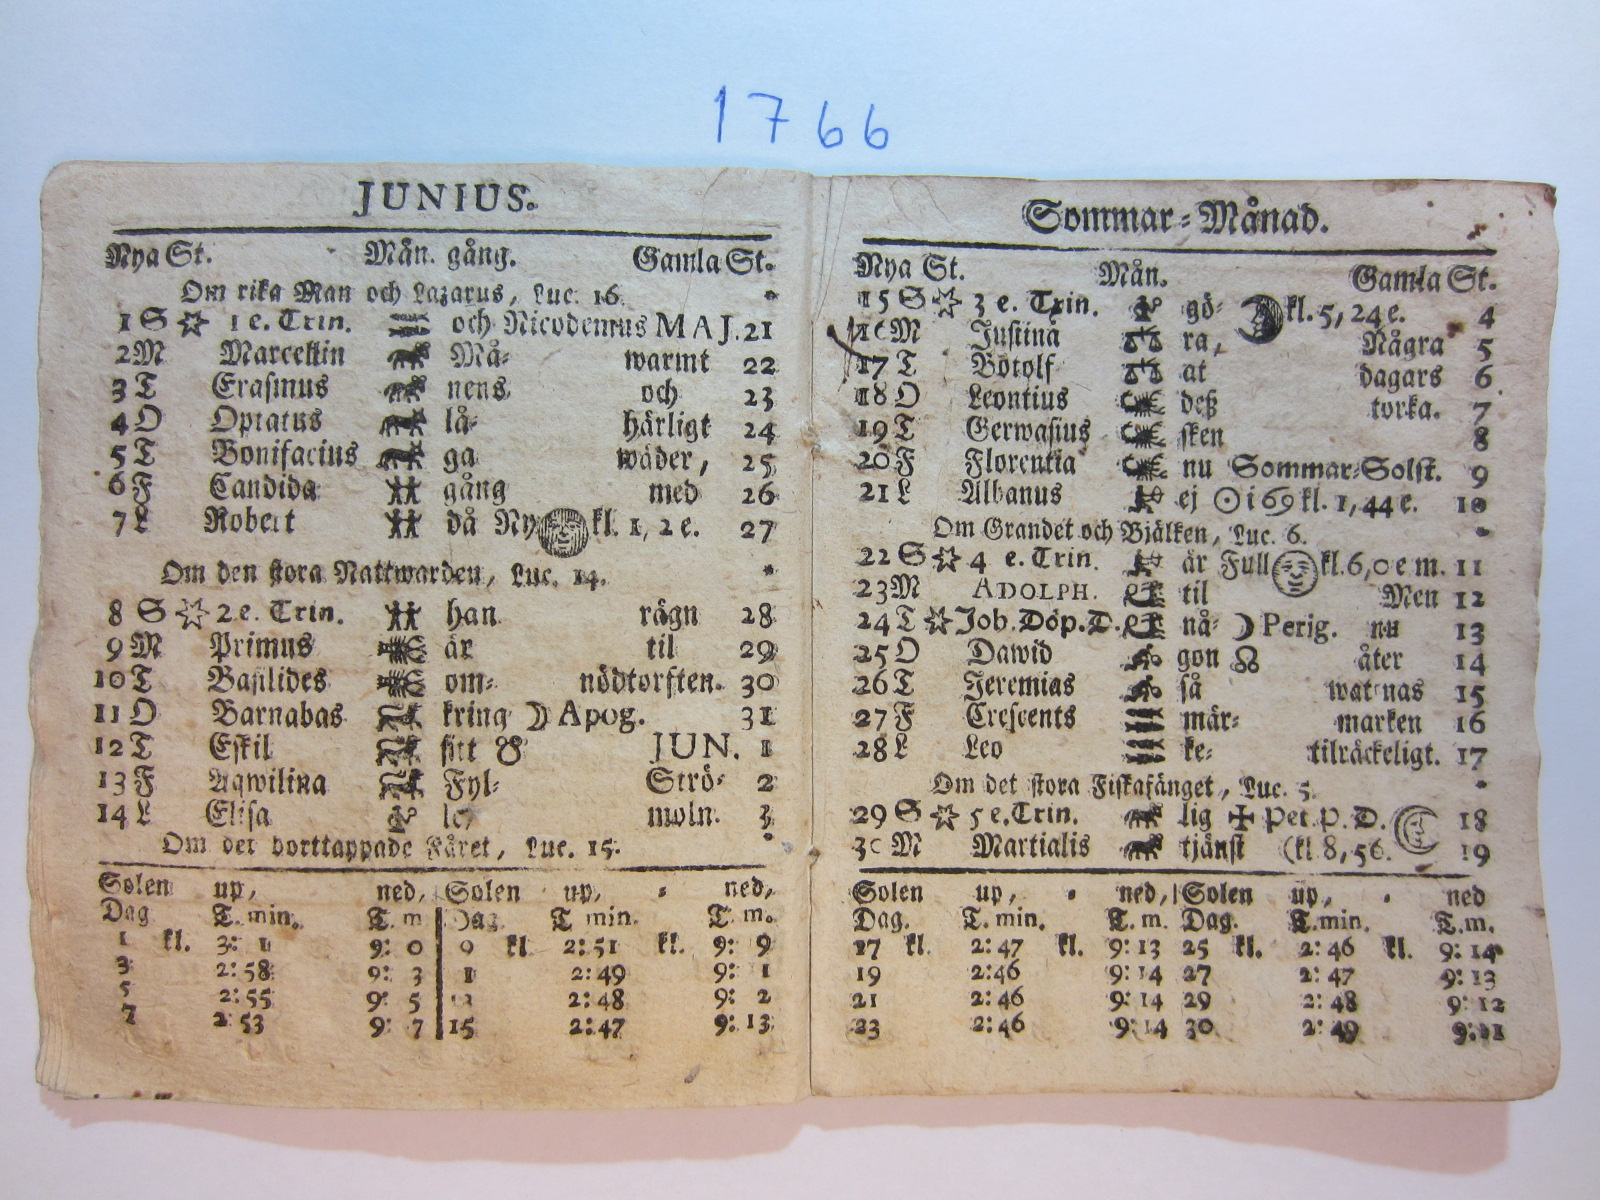 1766
JUNIUS.
Nya St. Mån. gång. Gamla St.
Om rika Man och Lazarus, Luc. 16.
1 S 1 e. Trin. och Nicodemus MAJ. 21
2 M Marcellin Må- warmt 22
3 T Erasmus nens och 23
4 O Optatus lå- härligt 24
5 T Bonifacius ga wäder, 25
6 F Candida gång med 26
7 L Robert då Ny kl. 1, 2 e. 27
Om den stora Nattwarden, Luc. 14.
8 S 2 e. Trin. han rägn 28
9 M Primus är til 29
10 T Basilides om- nödtorften. 30
11 O Barnabas kring ☽ Apog. 31
12 T Eskil sitt ☋ JUN. 1
13 F Aqwilina Fyl- Strö- 2
14 L Elisa moln. 3
Om det borttappade Fåret, Luc. 15.
Solen up, ned, Solen up, ned,
Dag T. min. T. m Dag T min. T. m.
1 kl. 3: 1 9: 0 9 kl 2:51 kl. 9: 9
3 2:58 9: 3 1 2:49 9: 1
5 2:55 9: 5 2:48 9: 2
7 2 53 9: 7 15 2:47 9: 13
Sommar-Månad.
Nya St. Mån. Gamla St.
15 S 3 e. Trin. gö- kl. 5, 24 e. 4
16 M Justina ra, Några 5
17 T Botolf at dagars 6
18 O Leontius deß torka. 7
19 T Gerwasius sken 8
20 F Florentia nu Sommar-Solst. 9
21 L Albanus ej ☉ i 69 kl. 1, 44 e. 10
Om Grandet och Bjälken, Luc. 6.
22 S 4 e. Trin. är Full kl. 6, 0 e m. 11
23 M ADOLPH. til Men 12
24 T Joh. Döp. D. nå- ☽ Perig. nu 13
25 O Dawid gon ☊ åter 14
26 T Jeremias så watnas 15
27 F Crescents mär- marken 16
28 L Leo ke- tilräckeligt. 17
Om det stora Fiskafänget, Luc. 5.
29 S 5 e. Trin. lig ✠ Pet. P. D. 18
30 M Martialis tjänst (kl 8, 56. 19
Solen up, ned, Solen up, ned
Dag. T. min. T. m. Dag. T. min. T. m.
17 kl. 2:47 kl. 9:13 25 kl. 2:46 kl. 9:14
19 2:46 9:14 27 2:47 9:13
21 2:46 9:14 29 2:48 9:12
23 2:46 9:14 30 2:49 9:11